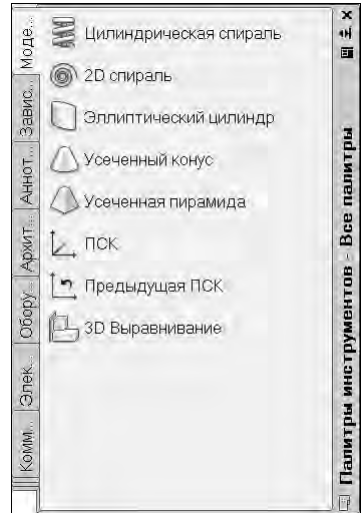 Моде...
Завис...
Аннот...
Архит...
Обору...
Элек...
Комм...
Цилиндрическая спираль
2D спираль
Эллиптический цилиндр
Усеченный конус
Усеченная пирамида
ПСК
Предыдущая ПСК
3D Выравнивание
Палитры инструментов - Все палитры